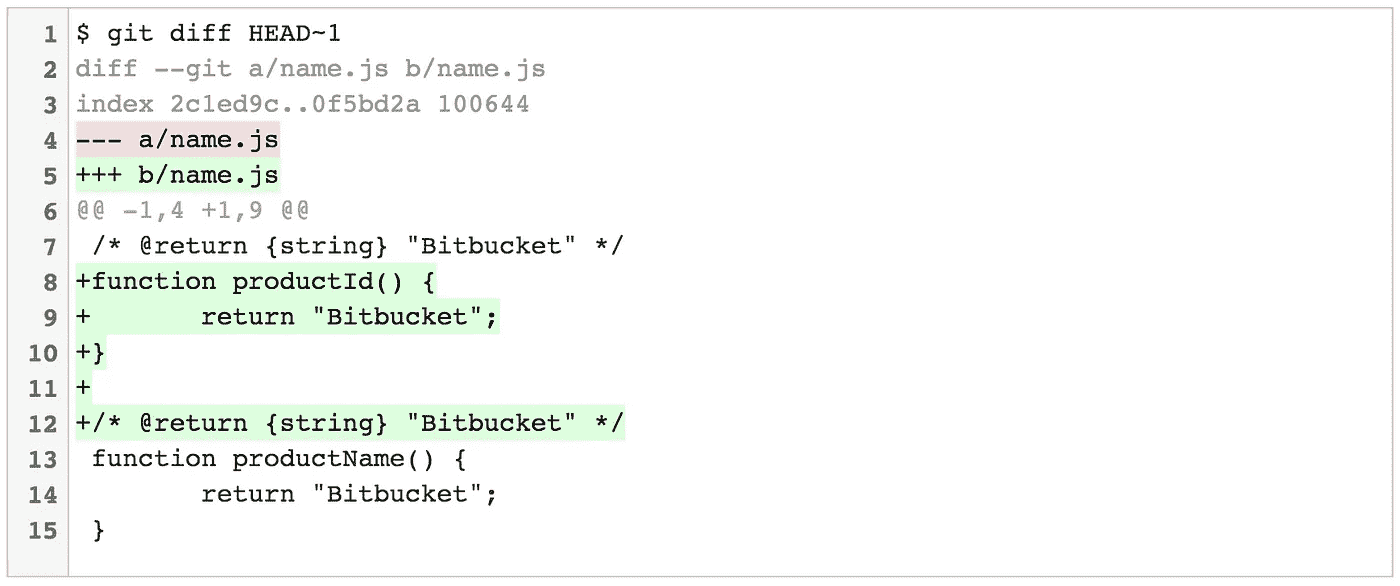 1 $ git diff HEAD~1
2 diff --git a/name.js b/name.js
3 index 2c1ed9c..0f5bd2a 100644
4 --- a/name.js
5 +++ b/name.js
6 @@ -1,4 +1,9 @@
7  /* @return {string} "Bitbucket" */
8 +function productId() {
9 +       return "Bitbucket";
10 +}
11 +
12 +/* @return {string} "Bitbucket" */
13  function productName() {
14         return "Bitbucket";
15  }